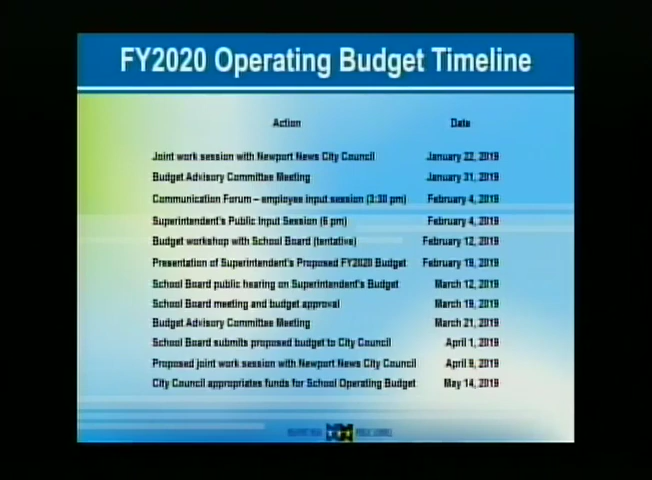 FY2020 Operating Budget Timeline
Action Date
Joint work session with Newport News City Council January 22, 2019
Budget Advisory Committee Meeting January 31, 2019
Communication Forum – employee input session (3:30 pm) February 4, 2019
Superintendent's Public Input Session (6 pm) February 4, 2019
Budget workshop with School Board (tentative) February 12, 2019
Presentation of Superintendent's Proposed FY2020 Budget February 19, 2019
School Board public hearing on Superintendent's Budget March 12, 2019
School Board meeting and budget approval March 19, 2019
Budget Advisory Committee Meeting March 21, 2019
School Board submits proposed budget to City Council April 1, 2019
Proposed joint work session with Newport News City Council April 9, 2019
City Council appropriates funds for School Operating Budget May 14, 2019